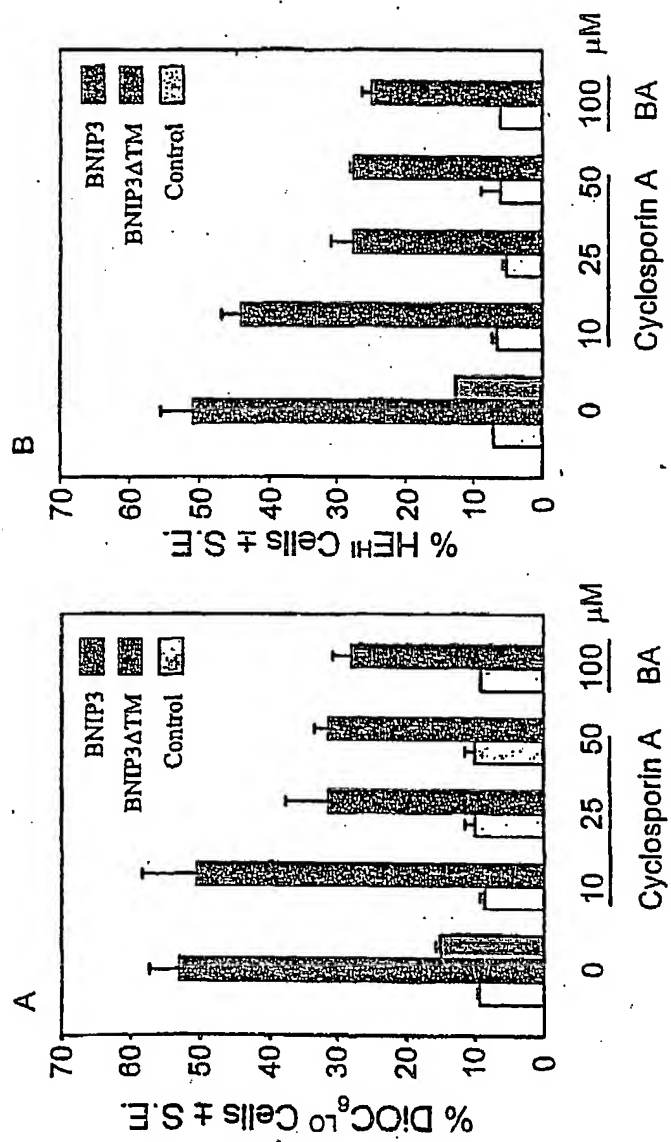 A
% DiOC₆ᴸᴼ Cells ± S.E.
70
60
50
40
30
20
10
0
BNIP3
BNIP3ΔTM
Control
0 10 25 50 100 μM
Cyclosporin A BA
B
% HEᴴᴵ Cells ± S.E.
70
60
50
40
30
20
10
0
BNIP3
BNIP3ΔTM
Control
0 10 25 50 100 μM
Cyclosporin A BA